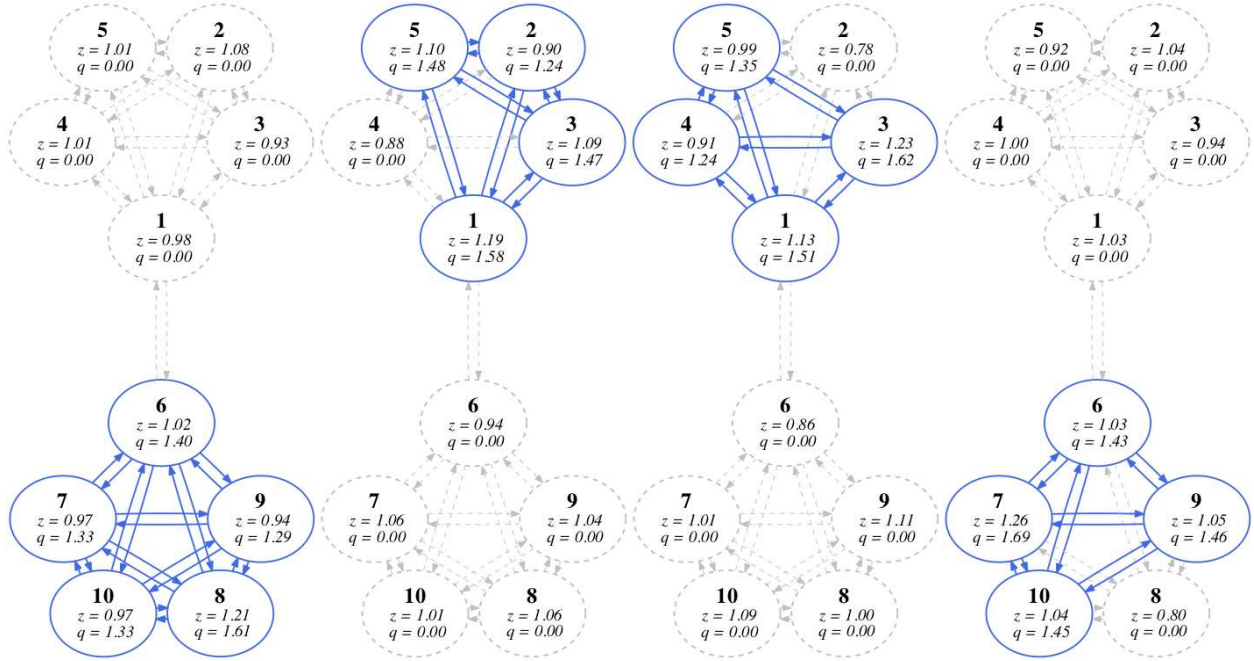 5
z = 1.01
q = 0.00
2
z = 1.08
q = 0.00
4
z = 1.01
q = 0.00
3
z = 0.93
q = 0.00
1
z = 0.98
q = 0.00
6
z = 1.02
q = 1.40
7
z = 0.97
q = 1.33
9
z = 0.94
q = 1.29
10
z = 0.97
q = 1.33
8
z = 1.21
q = 1.61
5
z = 1.10
q = 1.48
2
z = 0.90
q = 1.24
4
z = 0.88
q = 0.00
3
z = 1.09
q = 1.47
1
z = 1.19
q = 1.58
6
z = 0.94
q = 0.00
7
z = 1.06
q = 0.00
9
z = 1.04
q = 0.00
10
z = 1.01
q = 0.00
8
z = 1.06
q = 0.00
5
z = 0.99
q = 1.35
2
z = 0.78
q = 0.00
4
z = 0.91
q = 1.24
3
z = 1.23
q = 1.62
1
z = 1.13
q = 1.51
6
z = 0.86
q = 0.00
7
z = 1.01
q = 0.00
9
z = 1.11
q = 0.00
10
z = 1.09
q = 0.00
8
z = 1.00
q = 0.00
5
z = 0.92
q = 0.00
2
z = 1.04
q = 0.00
4
z = 1.00
q = 0.00
3
z = 0.94
q = 0.00
1
z = 1.03
q = 0.00
6
z = 1.03
q = 1.43
7
z = 1.26
q = 1.69
9
z = 1.05
q = 1.46
10
z = 1.04
q = 1.45
8
z = 0.80
q = 0.00